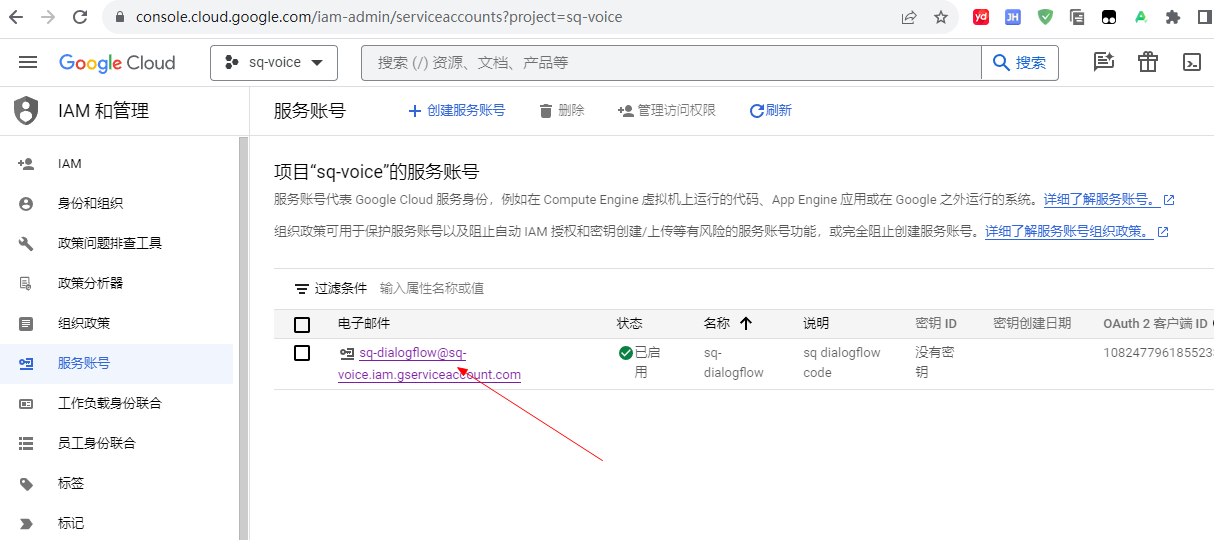 console.cloud.google.com/iam-admin/serviceaccounts?project=sq-voice
yd
JH
Google Cloud
sq-voice
搜索 (/) 资源、文档、产品等
搜索
IAM 和管理
服务账号
创建服务账号
删除
管理访问权限
刷新
IAM
身份和组织
政策问题排查工具
政策分析器
组织政策
服务账号
工作负载身份联合
员工身份联合
标签
标记
项目“sq-voice”的服务账号
服务账号代表 Google Cloud 服务身份，例如在 Compute Engine 虚拟机上运行的代码、App Engine 应用或在 Google 之外运行的系统。详细了解服务账号。
组织政策可用于保护服务账号以及阻止自动 IAM 授权和密钥创建/上传等有风险的服务账号功能，或完全阻止创建服务账号。详细了解服务账号组织政策。
过滤条件 输入属性名称或值
电子邮件 状态 名称 说明 密钥 ID 密钥创建日期 OAuth 2 客户端 ID
sq-dialogflow@sq- 已启 sq- sq dialogflow 没有密 108247796185523
voice.iam.gserviceaccount.com 用 dialogflow code 钥